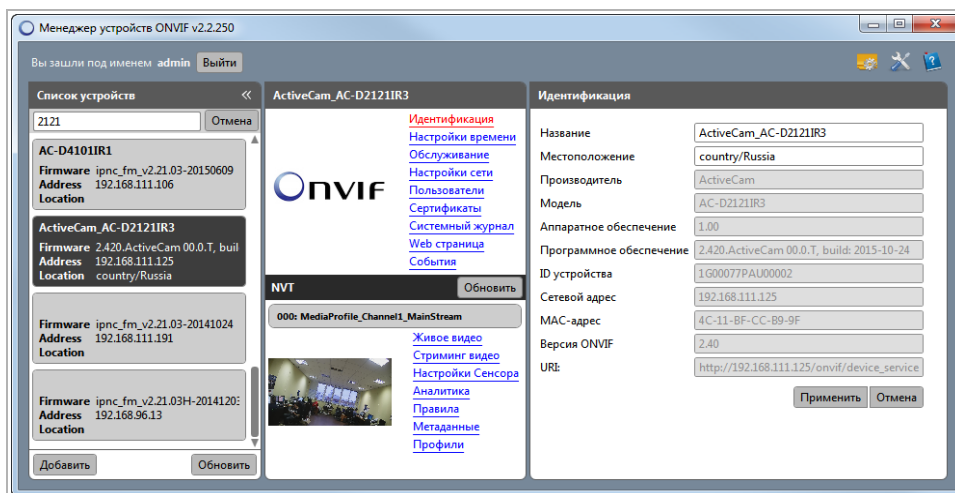 Менеджер устройств ONVIF v2.2.250
Вы зашли под именем admin Выйти
Список устройств
2121 Отмена
AC-D4101IR1
Firmware ipnc_fm_v2.21.03-20150609
Address 192.168.111.106
Location
ActiveCam_AC-D2121IR3
Firmware 2.420.ActiveCam 00.0.T, buil
Address 192.168.111.125
Location country/Russia
Firmware ipnc_fm_v2.21.03-20141024
Address 192.168.111.191
Location
Firmware ipnc_fm_v2.21.03H-2014120
Address 192.168.96.13
Location
Добавить Обновить
ActiveCam_AC-D2121IR3
ONVIF
Идентификация
Настройки времени
Обслуживание
Настройки сети
Пользователи
Сертификаты
Системный журнал
Web страница
События
NVT Обновить
000: MediaProfile_Channel1_MainStream
Живое видео
Стриминг видео
Настройки Сенсора
Аналитика
Правила
Метаданные
Профили
Идентификация
Название ActiveCam_AC-D2121IR3
Местоположение country/Russia
Производитель ActiveCam
Модель AC-D2121IR3
Аппаратное обеспечение 1.00
Программное обеспечение 2.420.ActiveCam 00.0.T, build: 2015-10-24
ID устройства 1G00077PAU00002
Сетевой адрес 192.168.111.125
MAC-адрес 4C-11-BF-CC-B9-9F
Версия ONVIF 2.40
URI: http://192.168.111.125/onvif/device_service
Применить Отмена